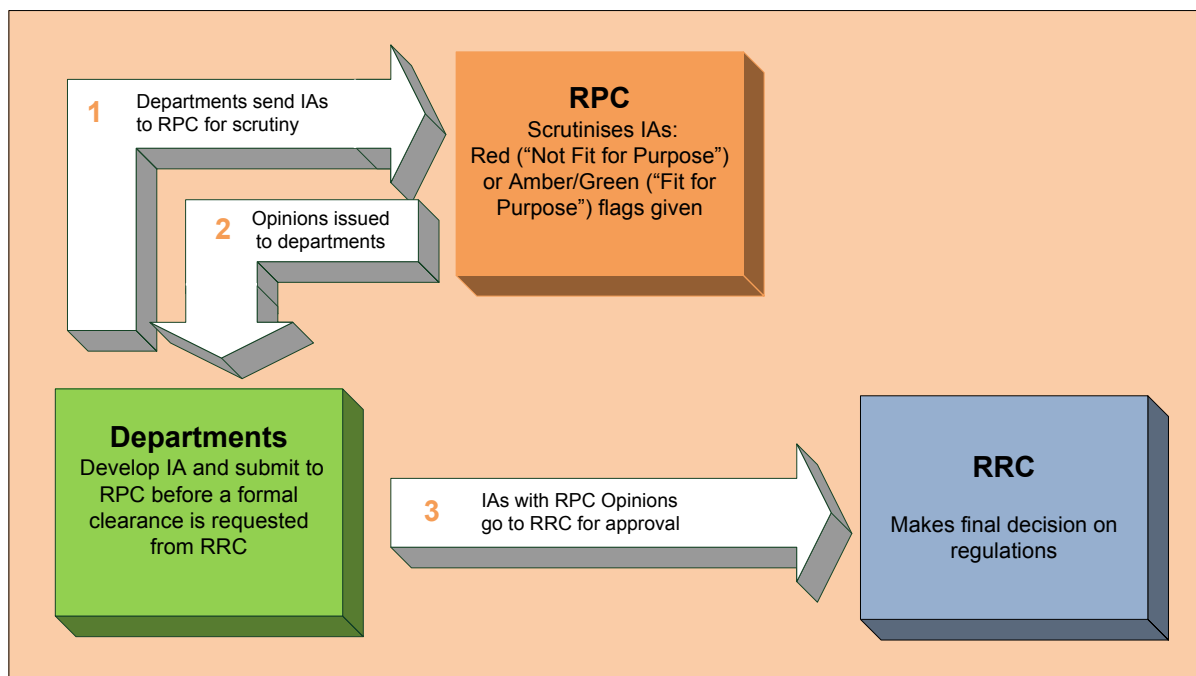 1
Departments send IAs
to RPC for scrutiny
RPC
Scrutinises IAs:
Red (“Not Fit for Purpose”)
or Amber/Green (“Fit for
Purpose”) flags given
2
Opinions issued
to departments
Departments
Develop IA and submit to
RPC before a formal
clearance is requested
from RRC
3
IAs with RPC Opinions
go to RRC for approval
RRC
Makes final decision on
regulations